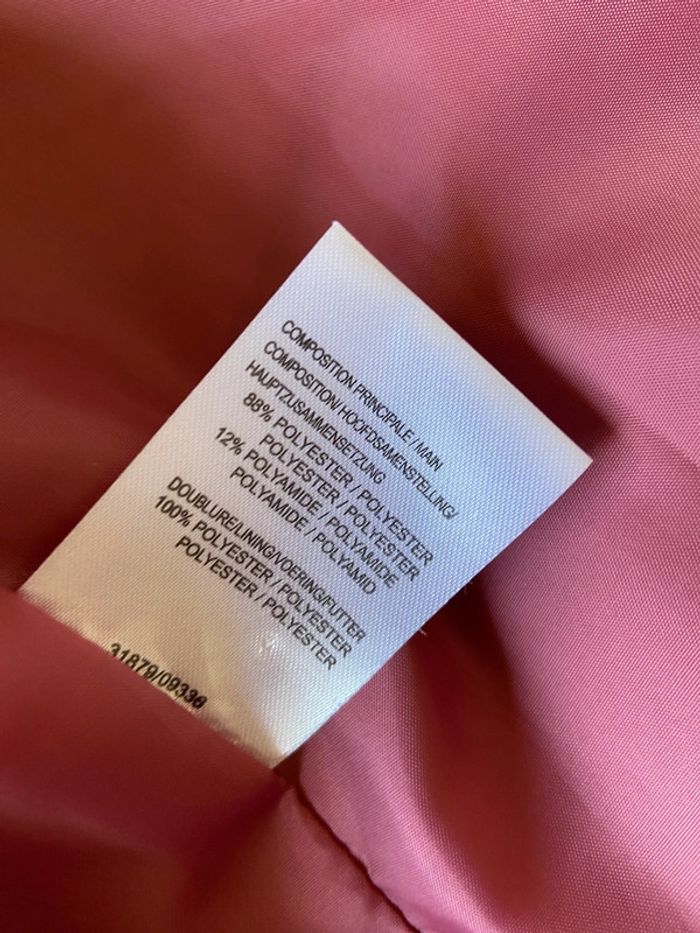 COMPOSITION PRINCIPALE / MAIN
COMPOSITION/ HOOFDSAMENSTELLING/
HAUPTZUSAMMENSETZUNG
88% POLYESTER / POLYESTER
POLYESTER / POLYESTER
12% POLYAMIDE / POLYAMIDE
POLYAMIDE / POLYAMID
DOUBLURE/LINING/VOERING/FUTTER
100% POLYESTER / POLYESTER
POLYESTER / POLYESTER
31879/09336